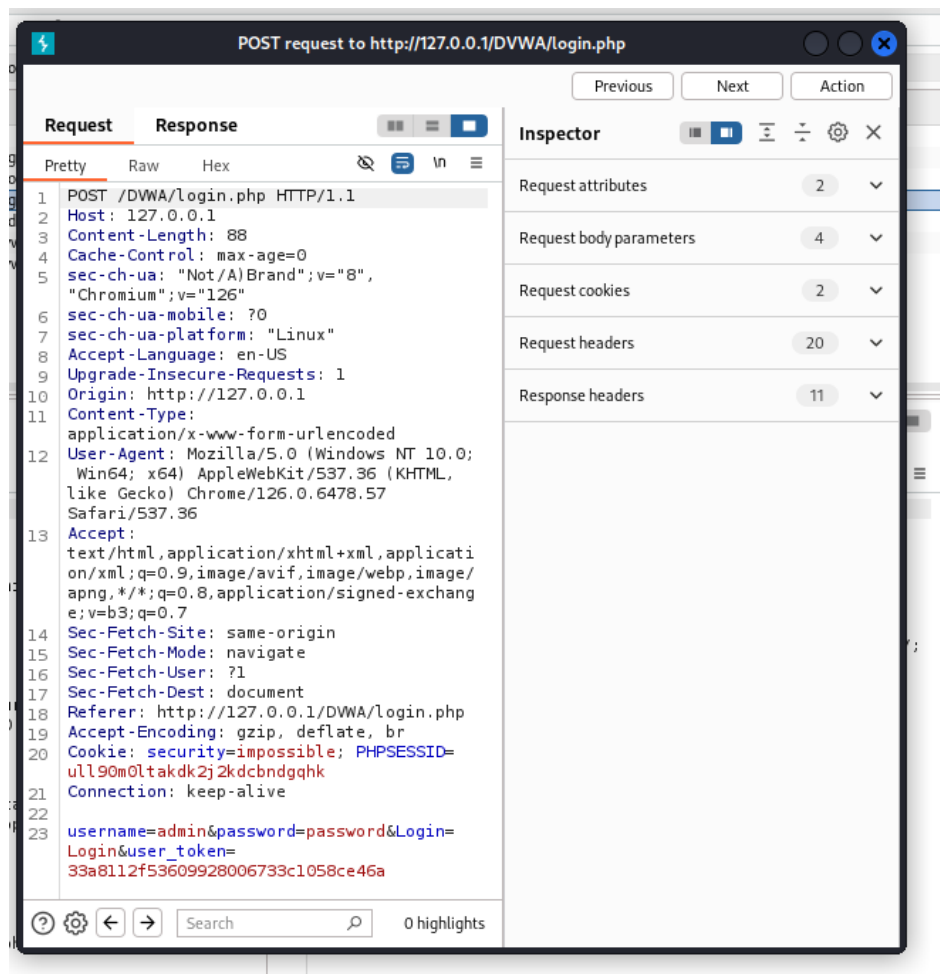 POST request to http://127.0.0.1/DVWA/login.php
Previous Next Action
Request Response
Pretty Raw Hex \n
1 POST /DVWA/login.php HTTP/1.1
2 Host: 127.0.0.1
3 Content-Length: 88
4 Cache-Control: max-age=0
5 sec-ch-ua: "Not/A)Brand";v="8",
"Chromium";v="126"
6 sec-ch-ua-mobile: ?0
7 sec-ch-ua-platform: "Linux"
8 Accept-Language: en-US
9 Upgrade-Insecure-Requests: 1
10 Origin: http://127.0.0.1
11 Content-Type:
application/x-www-form-urlencoded
12 User-Agent: Mozilla/5.0 (Windows NT 10.0;
Win64; x64) AppleWebKit/537.36 (KHTML,
like Gecko) Chrome/126.0.6478.57
Safari/537.36
13 Accept:
text/html,application/xhtml+xml,applicati
on/xml;q=0.9,image/avif,image/webp,image/
apng,*/*;q=0.8,application/signed-exchang
e;v=b3;q=0.7
14 Sec-Fetch-Site: same-origin
15 Sec-Fetch-Mode: navigate
16 Sec-Fetch-User: ?1
17 Sec-Fetch-Dest: document
18 Referer: http://127.0.0.1/DVWA/login.php
19 Accept-Encoding: gzip, deflate, br
20 Cookie: security=impossible; PHPSESSID=
ull90m0ltakdk2j2kdcbndgqhk
21 Connection: keep-alive
22
23 username=admin&password=password&Login=
Login&user_token=
33a8112f53609928006733c1058ce46a
Search
0 highlights
Inspector
Request attributes 2
Request body parameters 4
Request cookies 2
Request headers 20
Response headers 11